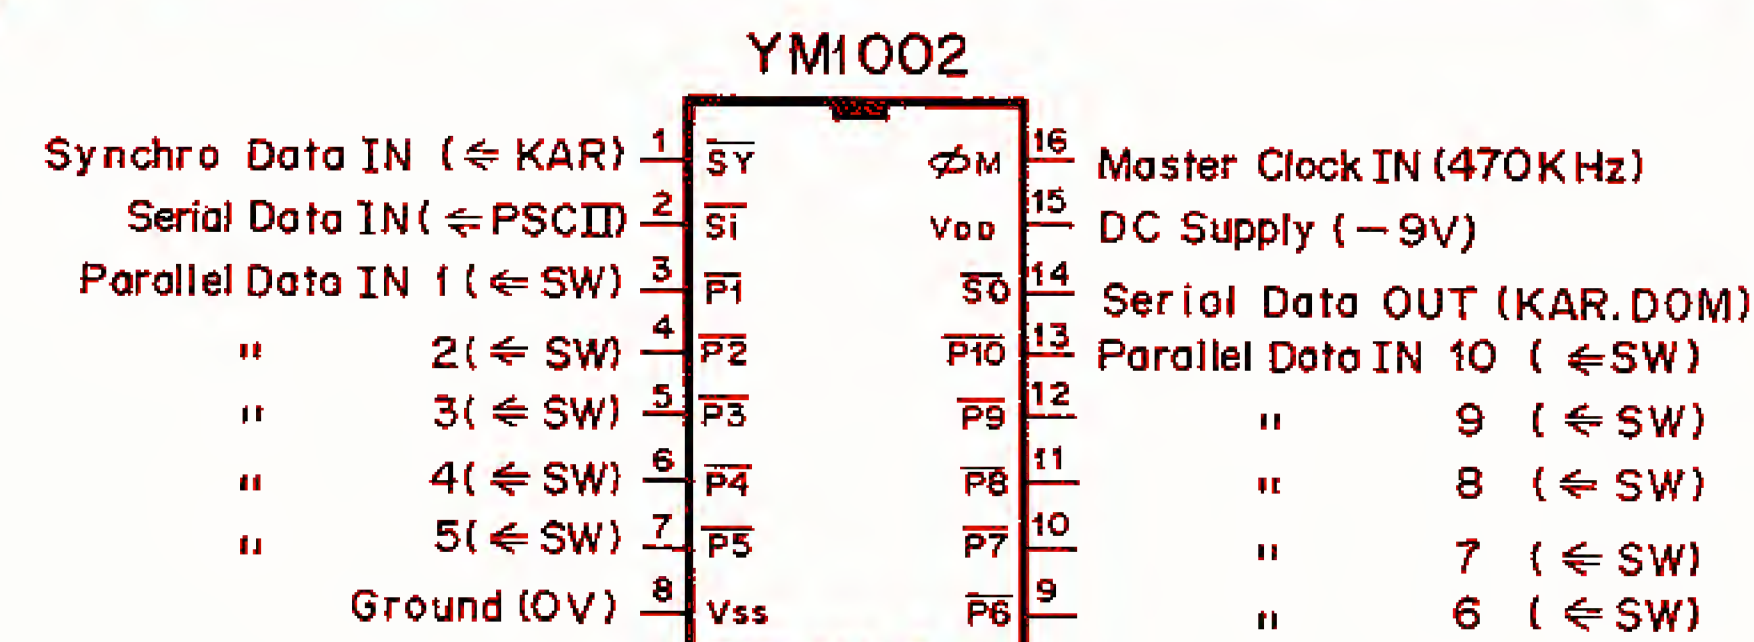 YM1002
Synchro Data IN (⇐ KAR) 1 SY ØM 16 Master Clock IN (470KHz)
Serial Data IN (⇐ PSCIII) 2 Si VDD 15 DC Supply (−9V)
Parallel Data IN 1 (⇐ SW) 3 P1 SO 14 Serial Data OUT (KAR.DOM)
" 2 (⇐ SW) 4 P2 P10 13 Parallel Data IN 10 (⇐ SW)
" 3 (⇐ SW) 5 P3 P9 12 " 9 (⇐ SW)
" 4 (⇐ SW) 6 P4 P8 11 " 8 (⇐ SW)
" 5 (⇐ SW) 7 P5 P7 10 " 7 (⇐ SW)
Ground (0V) 8 Vss P6 9 " 6 (⇐ SW)